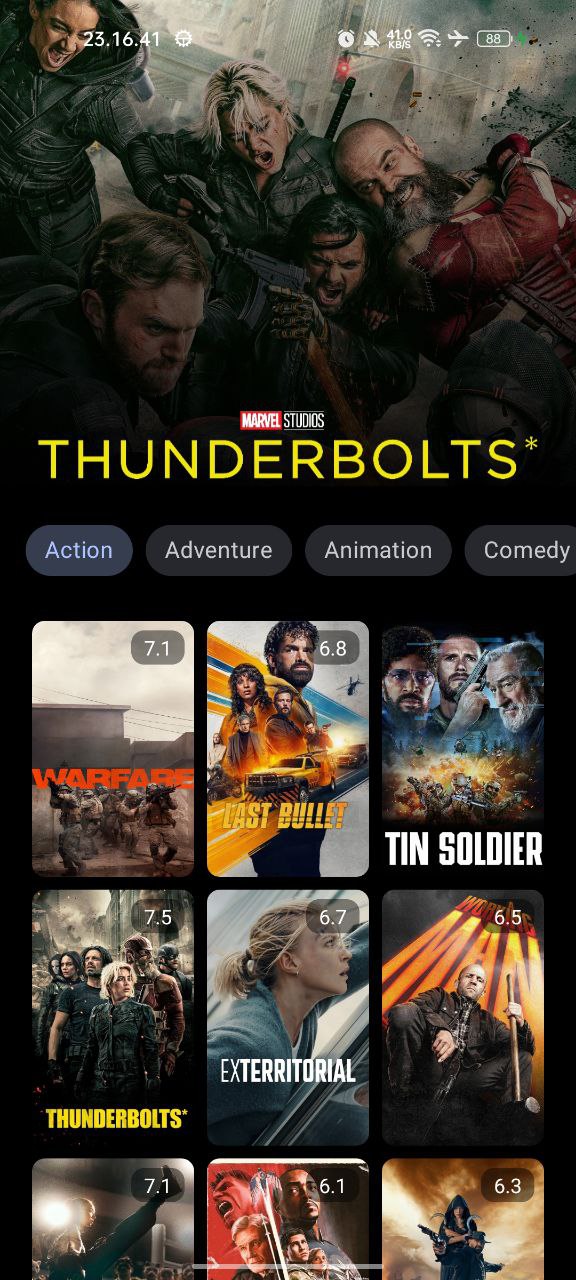 23.16.41
41.0
KB/S
88
MARVEL STUDIOS
THUNDERBOLTS*
Action Adventure Animation Comedy
7.1 6.8
WARFARE
LAST BULLET
TIN SOLDIER
7.5 6.7 6.5
WORKING
MAN
EXTERRITORIAL
THUNDERBOLTS*
7.1 6.1 6.3